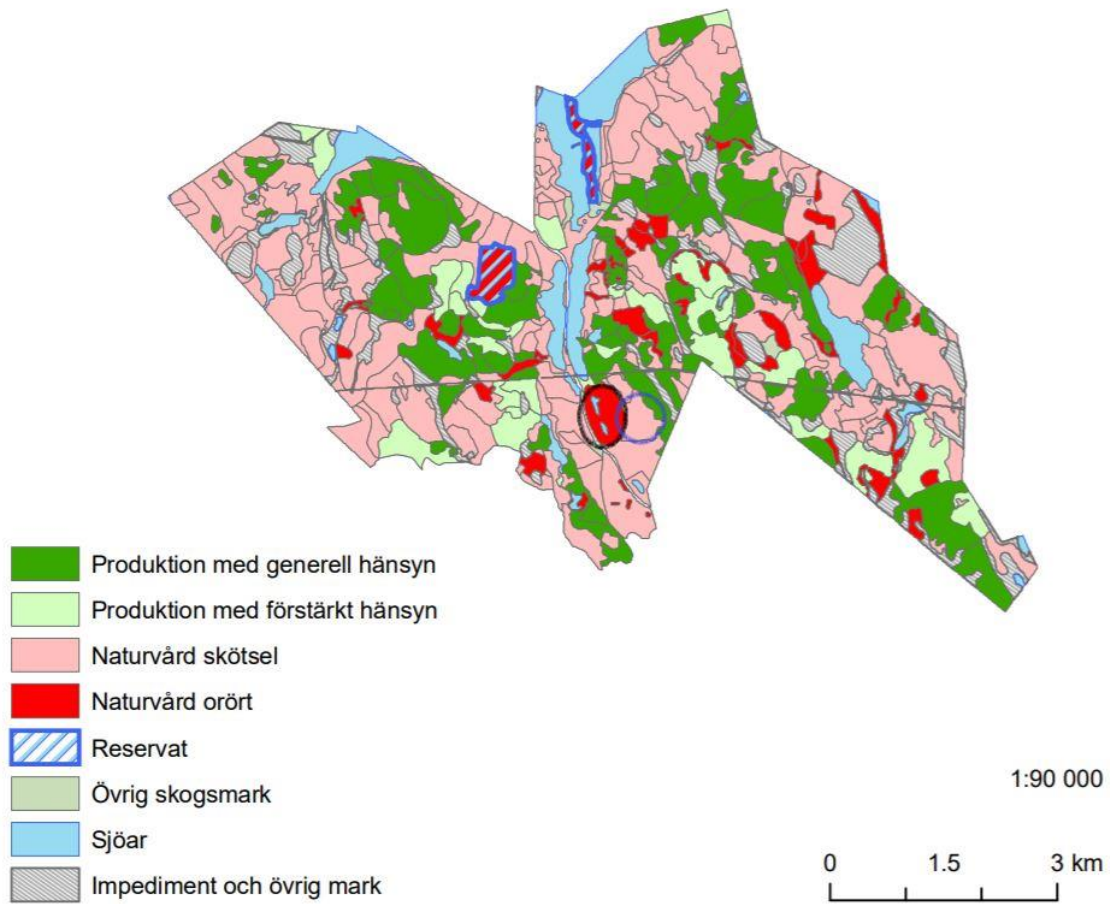 Produktion med generell hänsyn
Produktion med förstärkt hänsyn
Naturvård skötsel
Naturvård orört
Reservat
Övrig skogsmark
Sjöar
Impediment och övrig mark
1:90 000
0 1.5 3 km